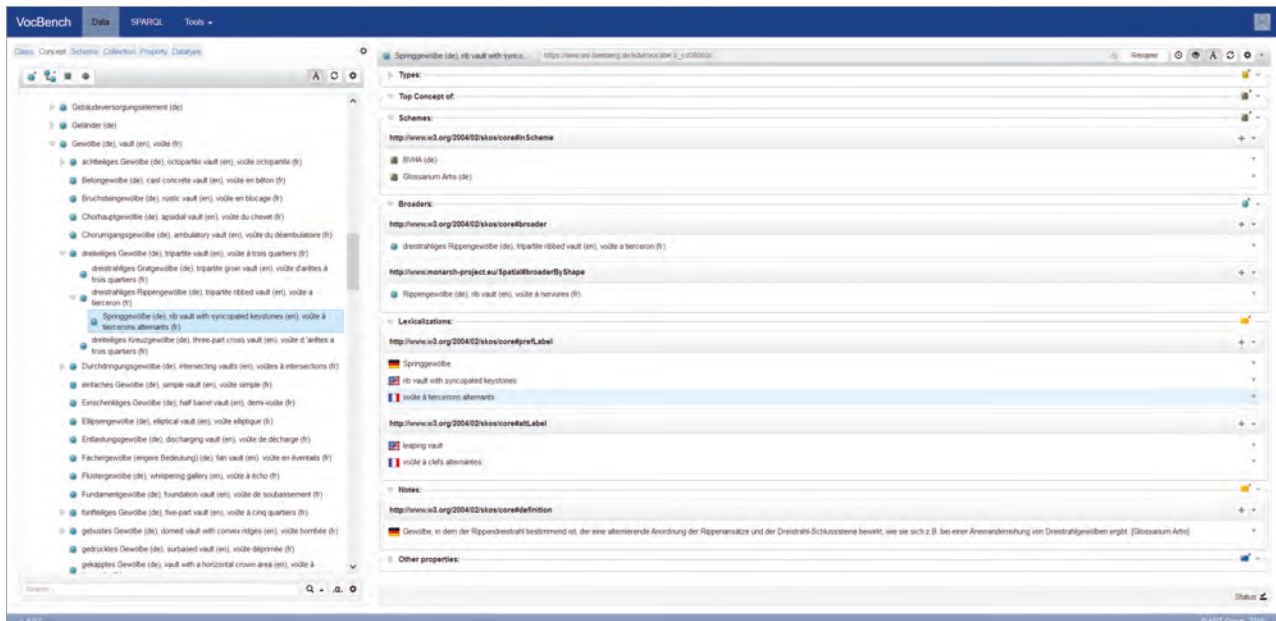 VocBench Data SPARQL Tools
Class Concept Scheme Collection Property Datatype
Gebäudeversorgungselement (de)
Geländer (de)
Gewölbe (de), vault (en), voûte (fr)
achtteiliges Gewölbe (de), octopartite vault (en), voûte octopartite (fr)
Betongewölbe (de), cast concrete vault (en), voûte en béton (fr)
Bruchsteingewölbe (de), rustic vault (en), voûte en blocage (fr)
Chorhauptgewölbe (de), apsidal vault (en), voûte du chevet (fr)
Chorumgangsgewölbe (de), ambulatory vault (en), voûte du déambulatoire (fr)
dreiteiliges Gewölbe (de), tripartite vault (en), voûte à trois quartiers (fr)
dreistrahliges Gratgewölbe (de), tripartite groin vault (en), voûte d'arêtes à
trois quartiers (fr)
dreistrahliges Rippengewölbe (de), tripartite ribbed vault (en), voûte a
tierceron (fr)
Springgewölbe (de), rib vault with syncopated keystones (en), voûte à
tiercerons alternants (fr)
dreiteiliges Kreuzgewölbe (de), three-part cross vault (en), voûte d 'arêtes a
trois quartiers (fr)
Durchdringungsgewölbe (de), intersecting vaults (en), voûtes à intersections (fr)
einfaches Gewölbe (de), simple vault (en), voûte simple (fr)
Einschenkliges Gewölbe (de), half barrel vault (en), demi-voûte (fr)
Ellipsengewölbe (de), elliptical vault (en), voûte elliptique (fr)
Entlastungsgewölbe (de), discharging vault (en), voûte de décharge (fr)
Fächergewölbe (engere Bedeutung) (de), fan vault (en), voûte en éventails (fr)
Flüstergewölbe (de), whispering gallery (en), voûte à écho (fr)
Fundamentgewölbe (de), foundation vault (en), voûte de soubassement (fr)
fünfteiliges Gewölbe (de), five-part vault (en), voûte à cinq quartiers (fr)
gebustes Gewölbe (de), domed vault with convex ridges (en), voûte bombée (fr)
gedrücktes Gewölbe (de), surbased vault (en), voûte déprimée (fr)
gekapptes Gewölbe (de), vault with a horizontal crown area (en), voûte à
Search...
Springgewölbe (de), rib vault with synco... Rename
Types:
Top Concept of:
Schemes:
http://www.w3.org/2004/02/skos/core#inScheme
BVHA (de)
Glossarium Artis (de)
Broaders:
http://www.w3.org/2004/02/skos/core#broader
dreistrahliges Rippengewölbe (de), tripartite ribbed vault (en), voûte a tierceron (fr)
http://www.monarch-project.eu/Spatial#broaderByShape
Rippengewölbe (de), rib vault (en), voûte à nervures (fr)
Lexicalizations:
http://www.w3.org/2004/02/skos/core#prefLabel
Springgewölbe
rib vault with syncopated keystones
voûte à tiercerons alternants
http://www.w3.org/2004/02/skos/core#altLabel
leaping vault
voûte à clefs alternantes
Notes:
http://www.w3.org/2004/02/skos/core#definition
Gewölbe, in dem der Rippendreistrahl bestimmend ist, der eine alternierende Anordnung der Rippenansätze und der Dreistrahl-Schlusssteine bewirkt, wie sie sich z.B. bei einer Aneinanderreihung von Dreistrahlgewölben ergibt. [Glossarium Artis]
Other properties:
Status: